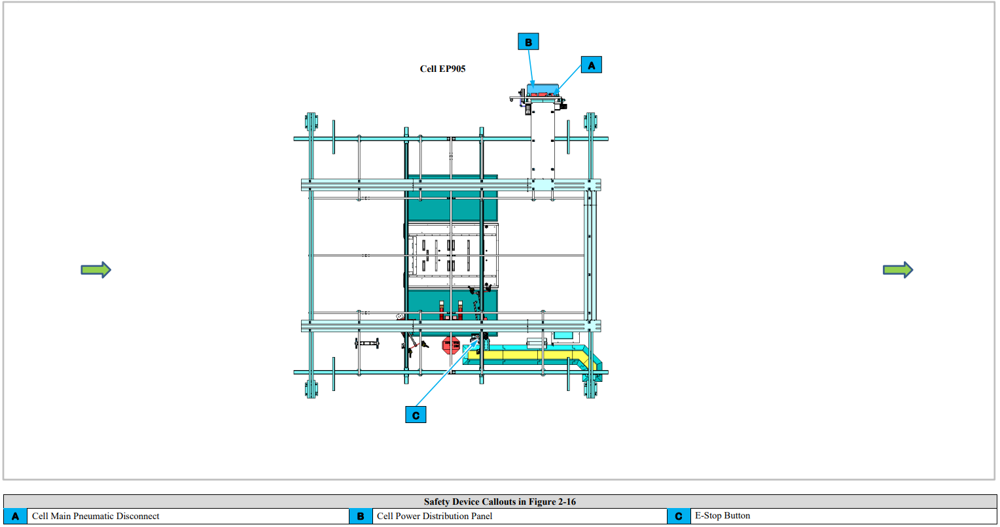 B
A
Cell EP905
C
Safety Device Callouts in Figure 2-16
A Cell Main Pneumatic Disconnect B Cell Power Distribution Panel C E-Stop Button